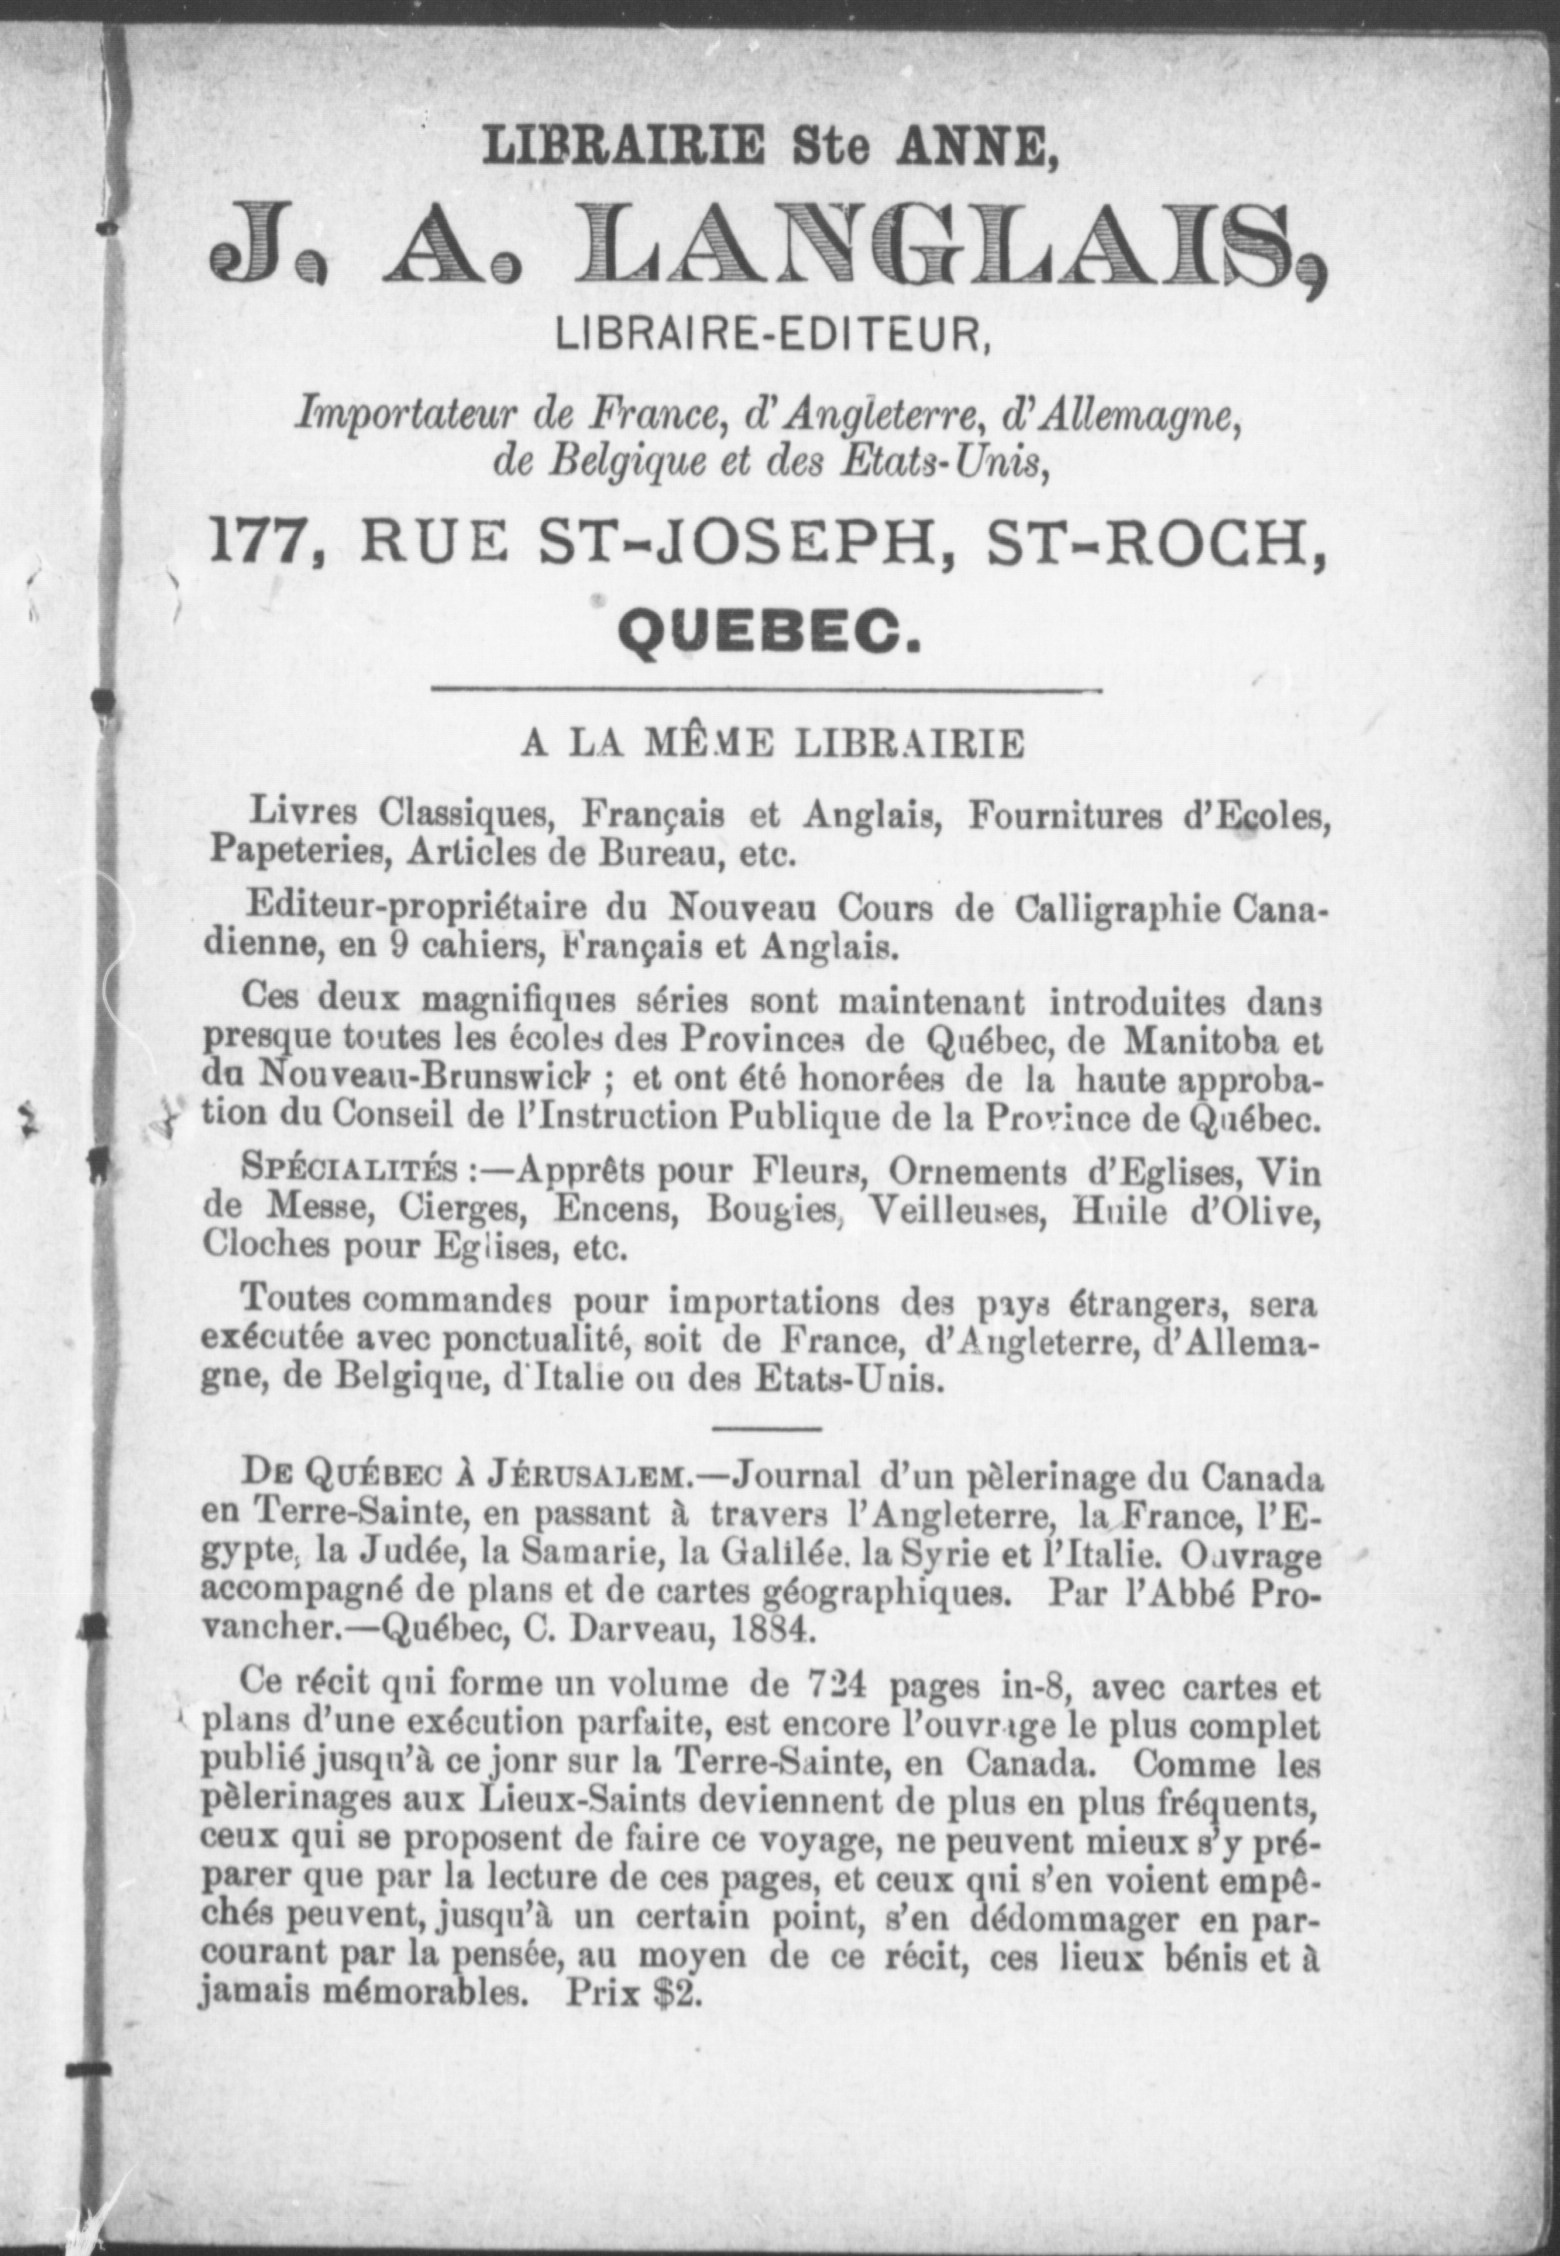 LIBRAIRIE Ste ANNE,
J. A. LANGLAIS,
LIBRAIRE-EDITEUR,
Importateur de France, d'Angleterre, d'Allemagne,
de Belgique et des Etats-Unis,
177, RUE ST-JOSEPH, ST-ROCH,
QUEBEC.
A LA MÊME LIBRAIRIE
Livres Classiques, Français et Anglais, Fournitures d'Ecoles,
Papeteries, Articles de Bureau, etc.
Editeur-propriétaire du Nouveau Cours de Calligraphie Cana-
dienne, en 9 cahiers, Français et Anglais.
Ces deux magnifiques séries sont maintenant introduites dans
presque toutes les écoles des Provinces de Québec, de Manitoba et
du Nouveau-Brunswick ; et ont été honorées de la haute approba-
tion du Conseil de l'Instruction Publique de la Province de Québec.
SPÉCIALITÉS :—Apprêts pour Fleurs, Ornements d'Eglises, Vin
de Messe, Cierges, Encens, Bougies, Veilleuses, Huile d'Olive,
Cloches pour Eglises, etc.
Toutes commandes pour importations des pays étrangers, sera
exécutée avec ponctualité, soit de France, d'Angleterre, d'Allema-
gne, de Belgique, d'Italie ou des Etats-Unis.
DE QUÉBEC À JÉRUSALEM.—Journal d'un pèlerinage du Canada
en Terre-Sainte, en passant à travers l'Angleterre, la France, l'E-
gypte, la Judée, la Samarie, la Galilée, la Syrie et l'Italie. Ouvrage
accompagné de plans et de cartes géographiques. Par l'Abbé Pro-
vancher.—Québec, C. Darveau, 1884.
Ce récit qui forme un volume de 724 pages in-8, avec cartes et
plans d'une exécution parfaite, est encore l'ouvrage le plus complet
publié jusqu'à ce jonr sur la Terre-Sainte, en Canada. Comme les
pèlerinages aux Lieux-Saints deviennent de plus en plus fréquents,
ceux qui se proposent de faire ce voyage, ne peuvent mieux s'y pré-
parer que par la lecture de ces pages, et ceux qui s'en voient empê-
chés peuvent, jusqu'à un certain point, s'en dédommager en par-
courant par la pensée, au moyen de ce récit, ces lieux bénis et à
jamais mémorables. Prix $2.